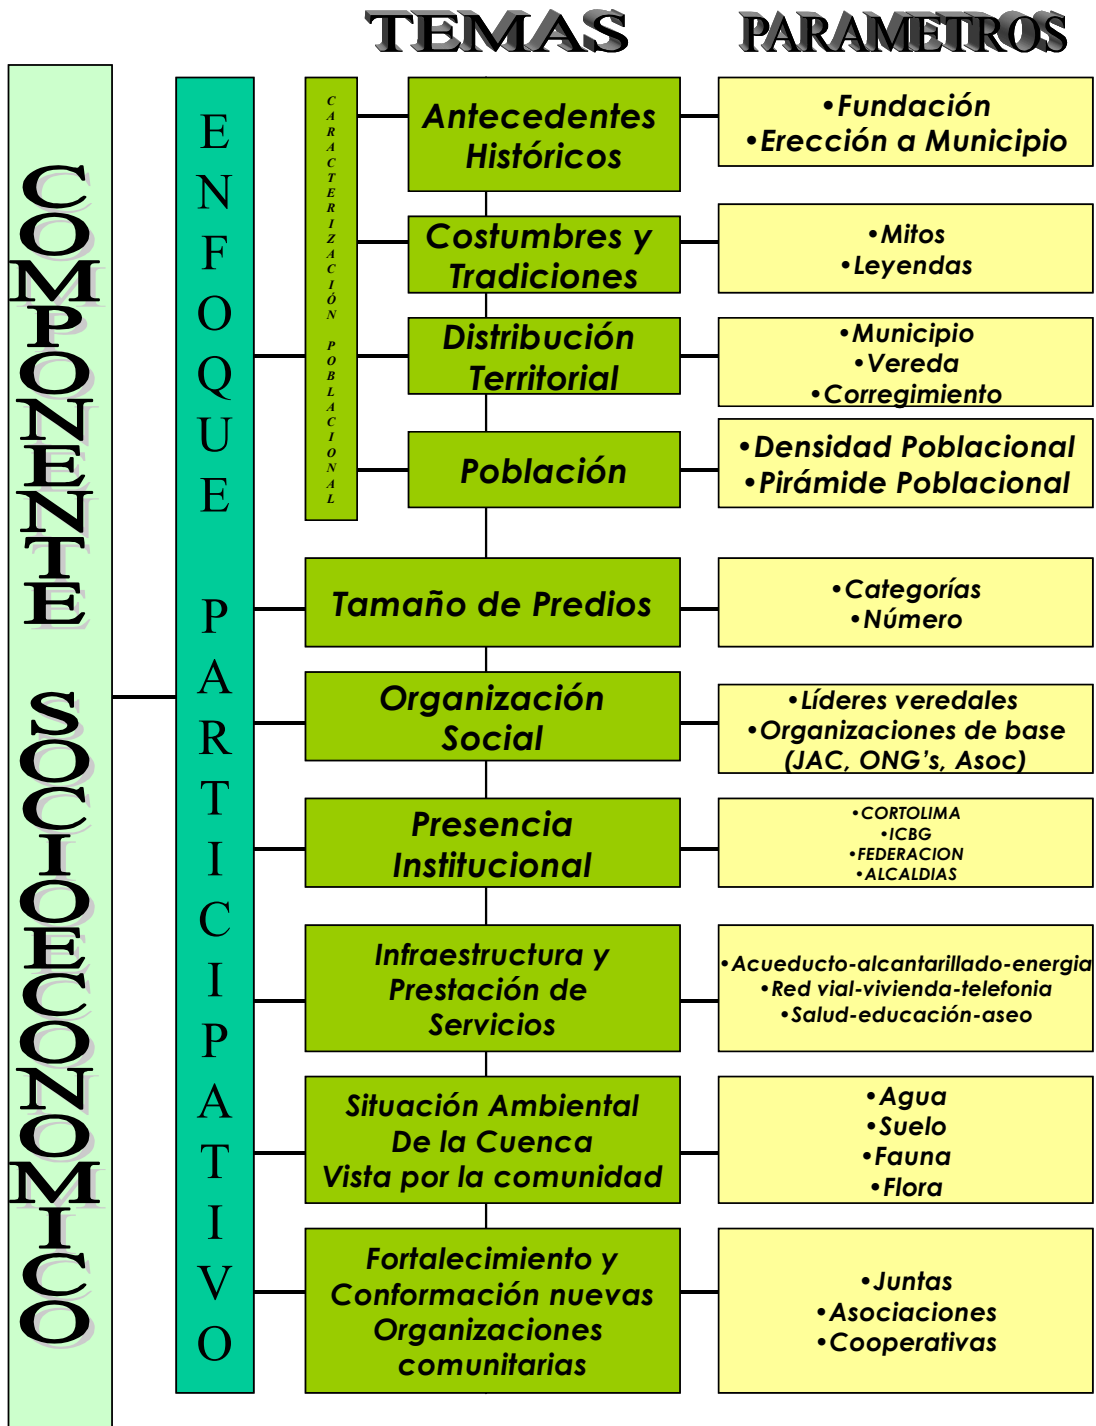 TEMAS
PARAMETROS
COMPONENTE SOCIOECONOMICO
ENFOQUE PARTICIPATIVO
CARACTERIZACIÓN POBLACIONAL
Antecedentes
Históricos
•Fundación
•Erección a Municipio
Costumbres y
Tradiciones
•Mitos
•Leyendas
Distribución
Territorial
•Municipio
•Vereda
•Corregimiento
Población
•Densidad Poblacional
•Pirámide Poblacional
Tamaño de Predios
•Categorías
•Número
Organización
Social
•Líderes veredales
•Organizaciones de base
(JAC, ONG’s, Asoc)
Presencia
Institucional
•CORTOLIMA
•ICBG
•FEDERACION
•ALCALDIAS
Infraestructura y
Prestación de
Servicios
•Acueducto-alcantarillado-energia
•Red vial-vivienda-telefonia
•Salud-educación-aseo
Situación Ambiental
De la Cuenca
Vista por la comunidad
•Agua
•Suelo
•Fauna
•Flora
Fortalecimiento y
Conformación nuevas
Organizaciones
comunitarias
•Juntas
•Asociaciones
•Cooperativas